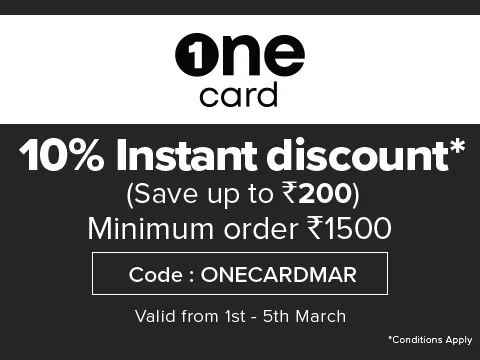 1one
card
10% Instant discount*
(Save up to ₹200)
Minimum order ₹1500
Code : ONECARDMAR
Valid from 1st - 5th March
*Conditions Apply